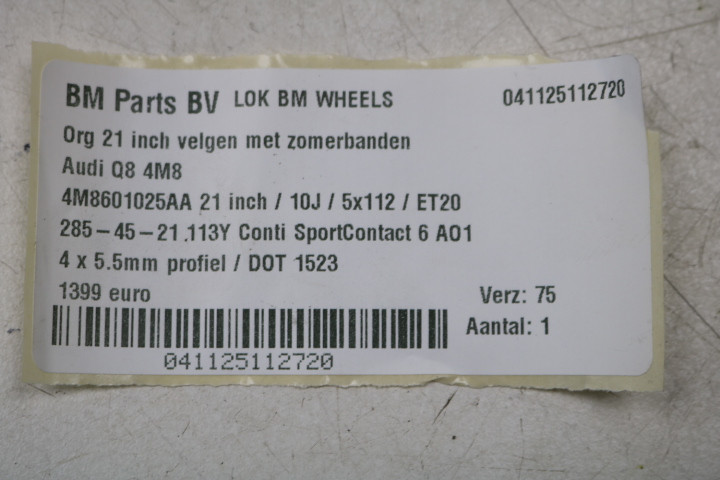 BM Parts BV LOK BM WHEELS 041125112720
Org 21 inch velgen met zomerbanden
Audi Q8 4M8
4M8601025AA 21 inch / 10J / 5x112 / ET20
285-45-21 113Y Conti SportContact 6 AO1
4 x 5.5mm profiel / DOT 1523
1399 euro
Verz: 75
Aantal: 1
041125112720